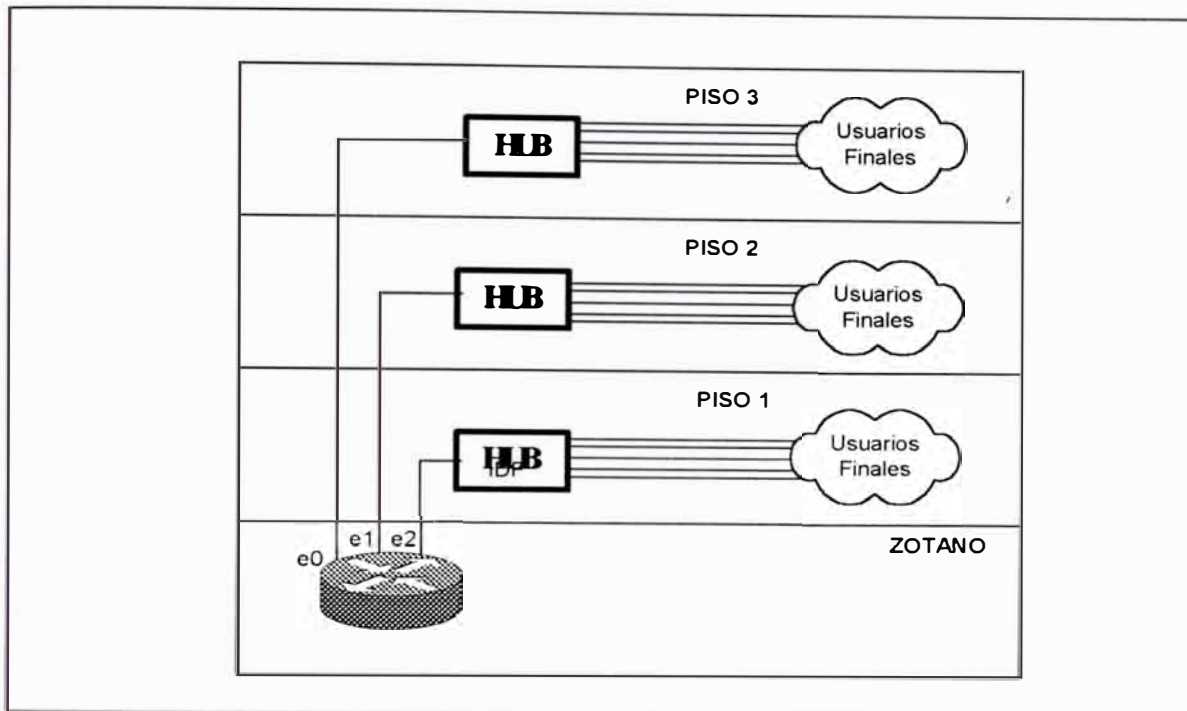 PISO 3
HUB
Usuarios
Finales
PISO 2
HUB
Usuarios
Finales
PISO 1
HUB
IDF
Usuarios
Finales
e0
e1
e2
ZOTANO